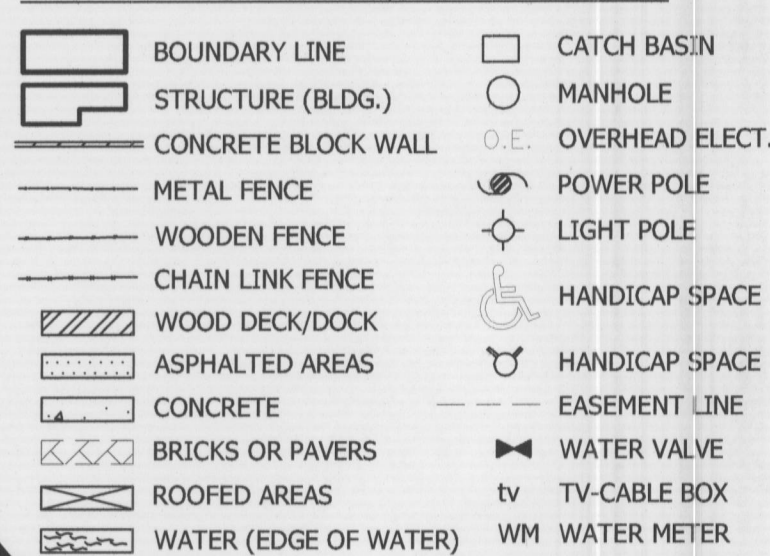 BOUNDARY LINE
STRUCTURE (BLDG.)
CONCRETE BLOCK WALL
METAL FENCE
WOODEN FENCE
CHAIN LINK FENCE
WOOD DECK/DOCK
ASPHALTED AREAS
CONCRETE
BRICKS OR PAVERS
ROOFED AREAS
WATER (EDGE OF WATER)
CATCH BASIN
MANHOLE
O.E. OVERHEAD ELECT.
POWER POLE
LIGHT POLE
HANDICAP SPACE
HANDICAP SPACE
EASEMENT LINE
WATER VALVE
tv TV-CABLE BOX
WM WATER METER